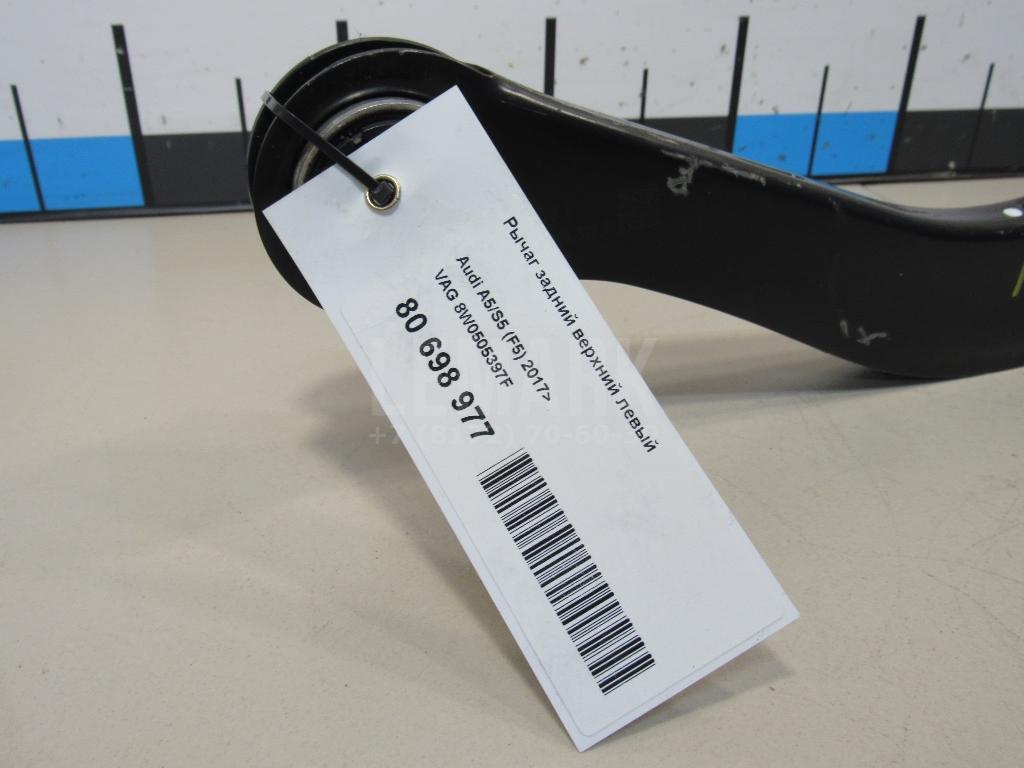 Рычаг задний верхний левый
Audi A5/S5 (F5) 2017>
VAG 8W0505397F
80 698 977